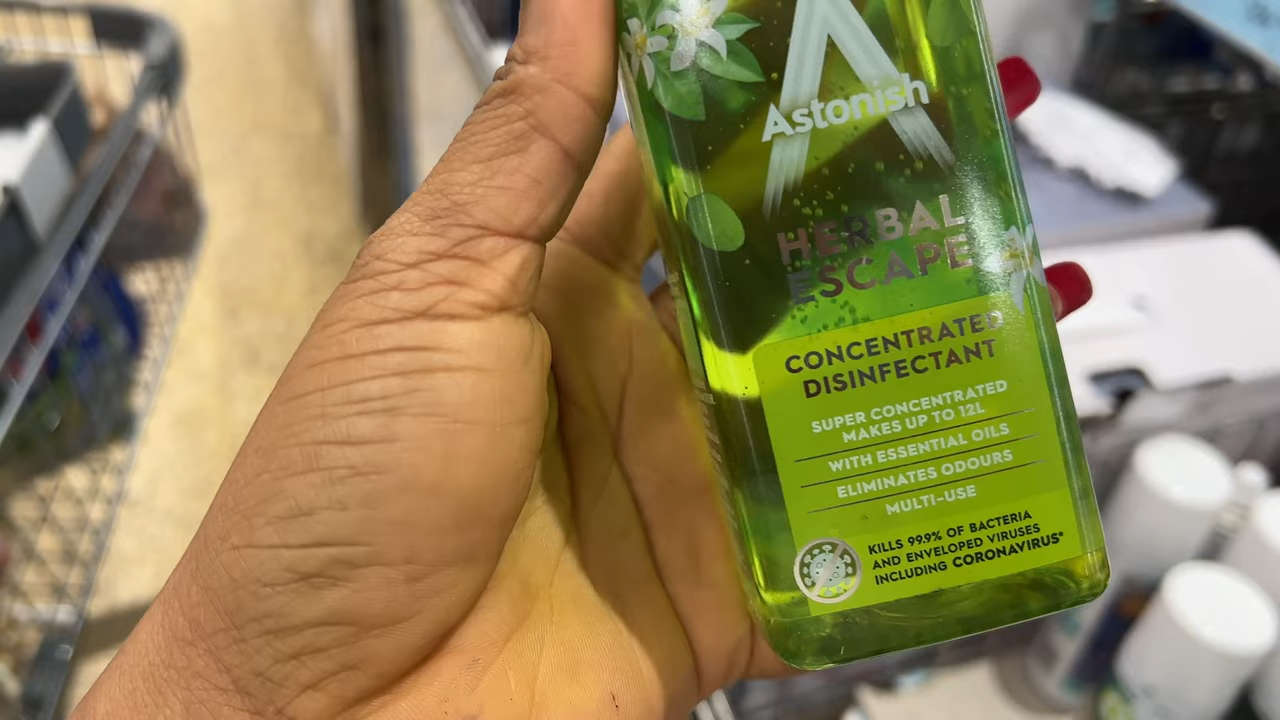 Astonish
HERBAL
ESCAPE
CONCENTRATED
DISINFECTANT
SUPER CONCENTRATED
MAKES UP TO 12L
WITH ESSENTIAL OILS
ELIMINATES ODOURS
MULTI-USE
KILLS 99.9% OF BACTERIA
AND ENVELOPED VIRUSES
INCLUDING CORONAVIRUS*